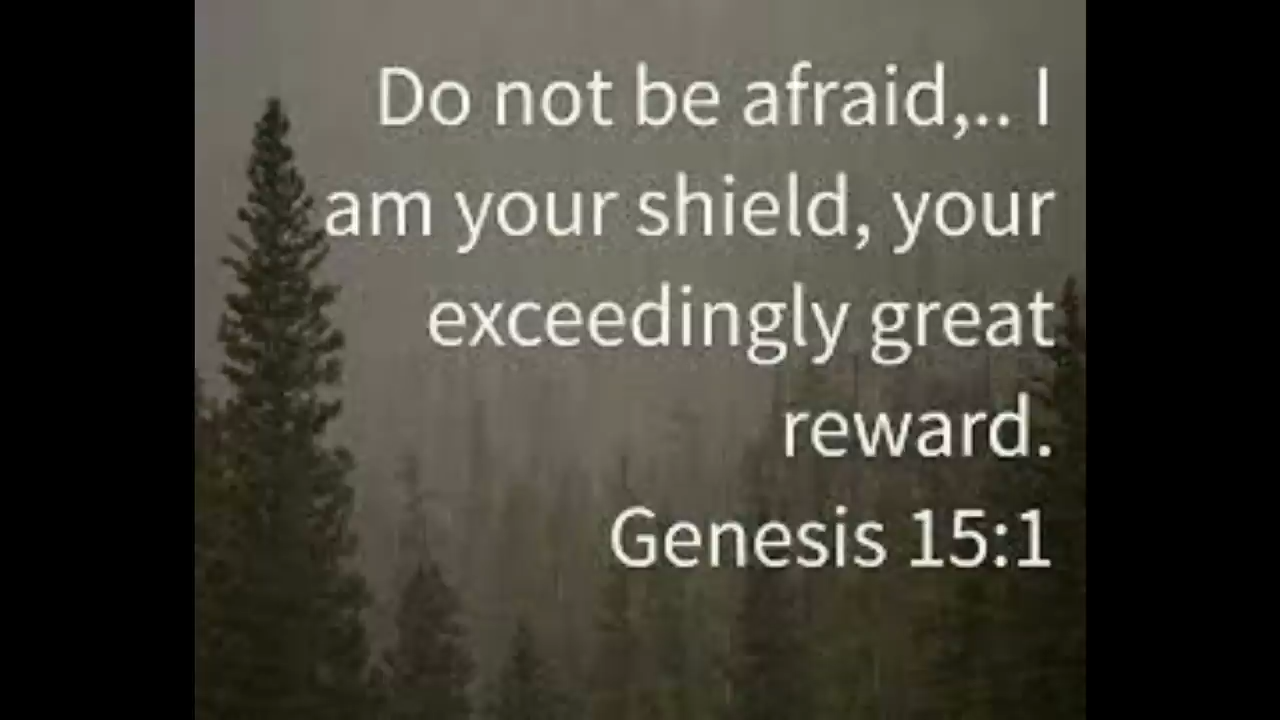 Do not be afraid,.. I
am your shield, your
exceedingly great
reward.
Genesis 15:1